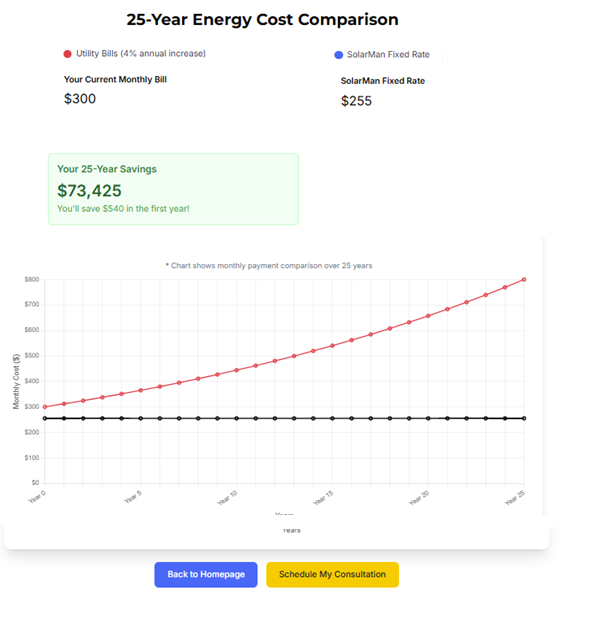 25-Year Energy Cost Comparison
Utility Bills (4% annual increase)
SolarMan Fixed Rate
Your Current Monthly Bill
SolarMan Fixed Rate
$300
$255
Your 25-Year Savings
$73,425
You'll save $540 in the first year!
* Chart shows monthly payment comparison over 25 years
$800
$700
$600
$500
$400
$300
$200
$100
$0
Monthly Cost ($)
Year 0
Year 5
Year 10
Year 15
Year 20
Year 25
Years
Years
Back to Homepage
Schedule My Consultation